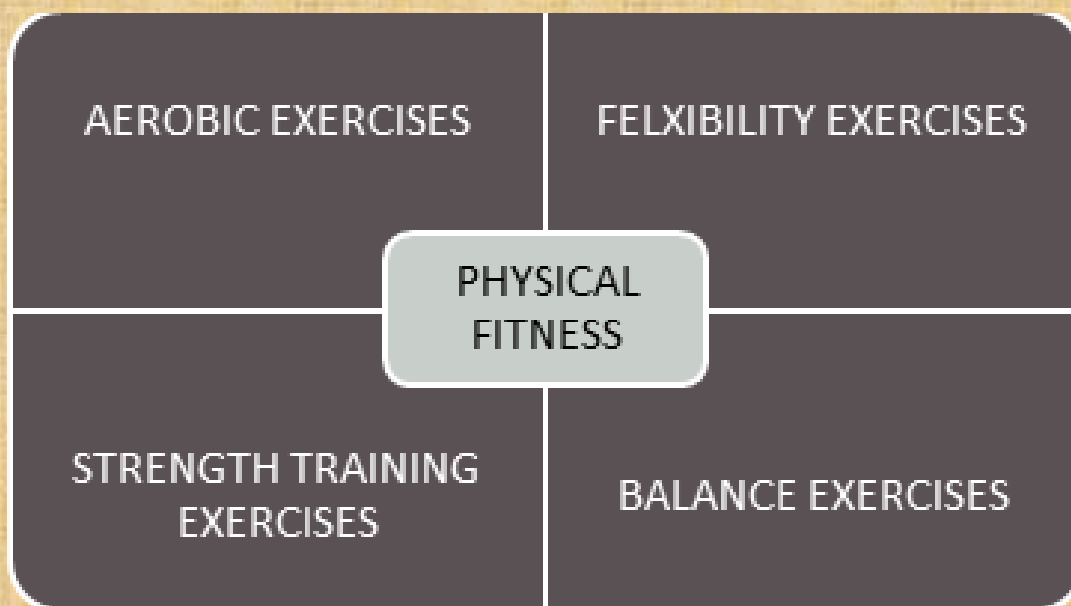 AEROBIC EXERCISES
FELXIBILITY EXERCISES
PHYSICAL
FITNESS
STRENGTH TRAINING
EXERCISES
BALANCE EXERCISES